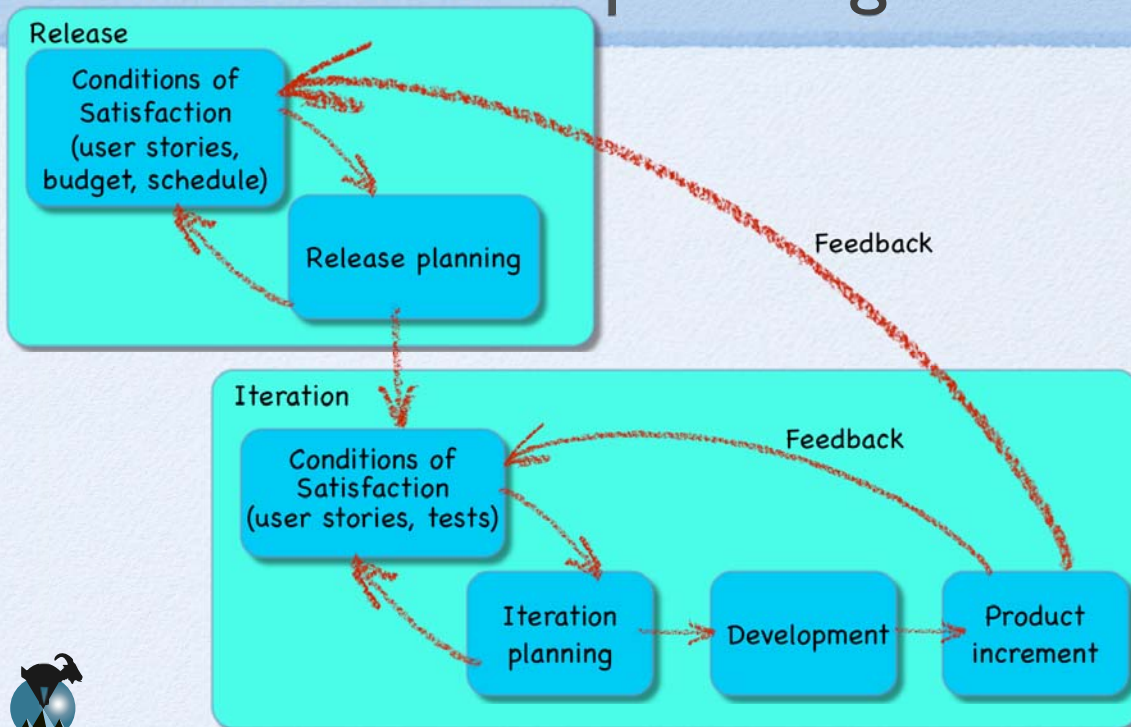 Release
Conditions of
Satisfaction
(user stories,
budget, schedule)
Release planning
Feedback
Iteration
Feedback
Conditions of
Satisfaction
(user stories, tests)
Iteration
planning
Development
Product
increment